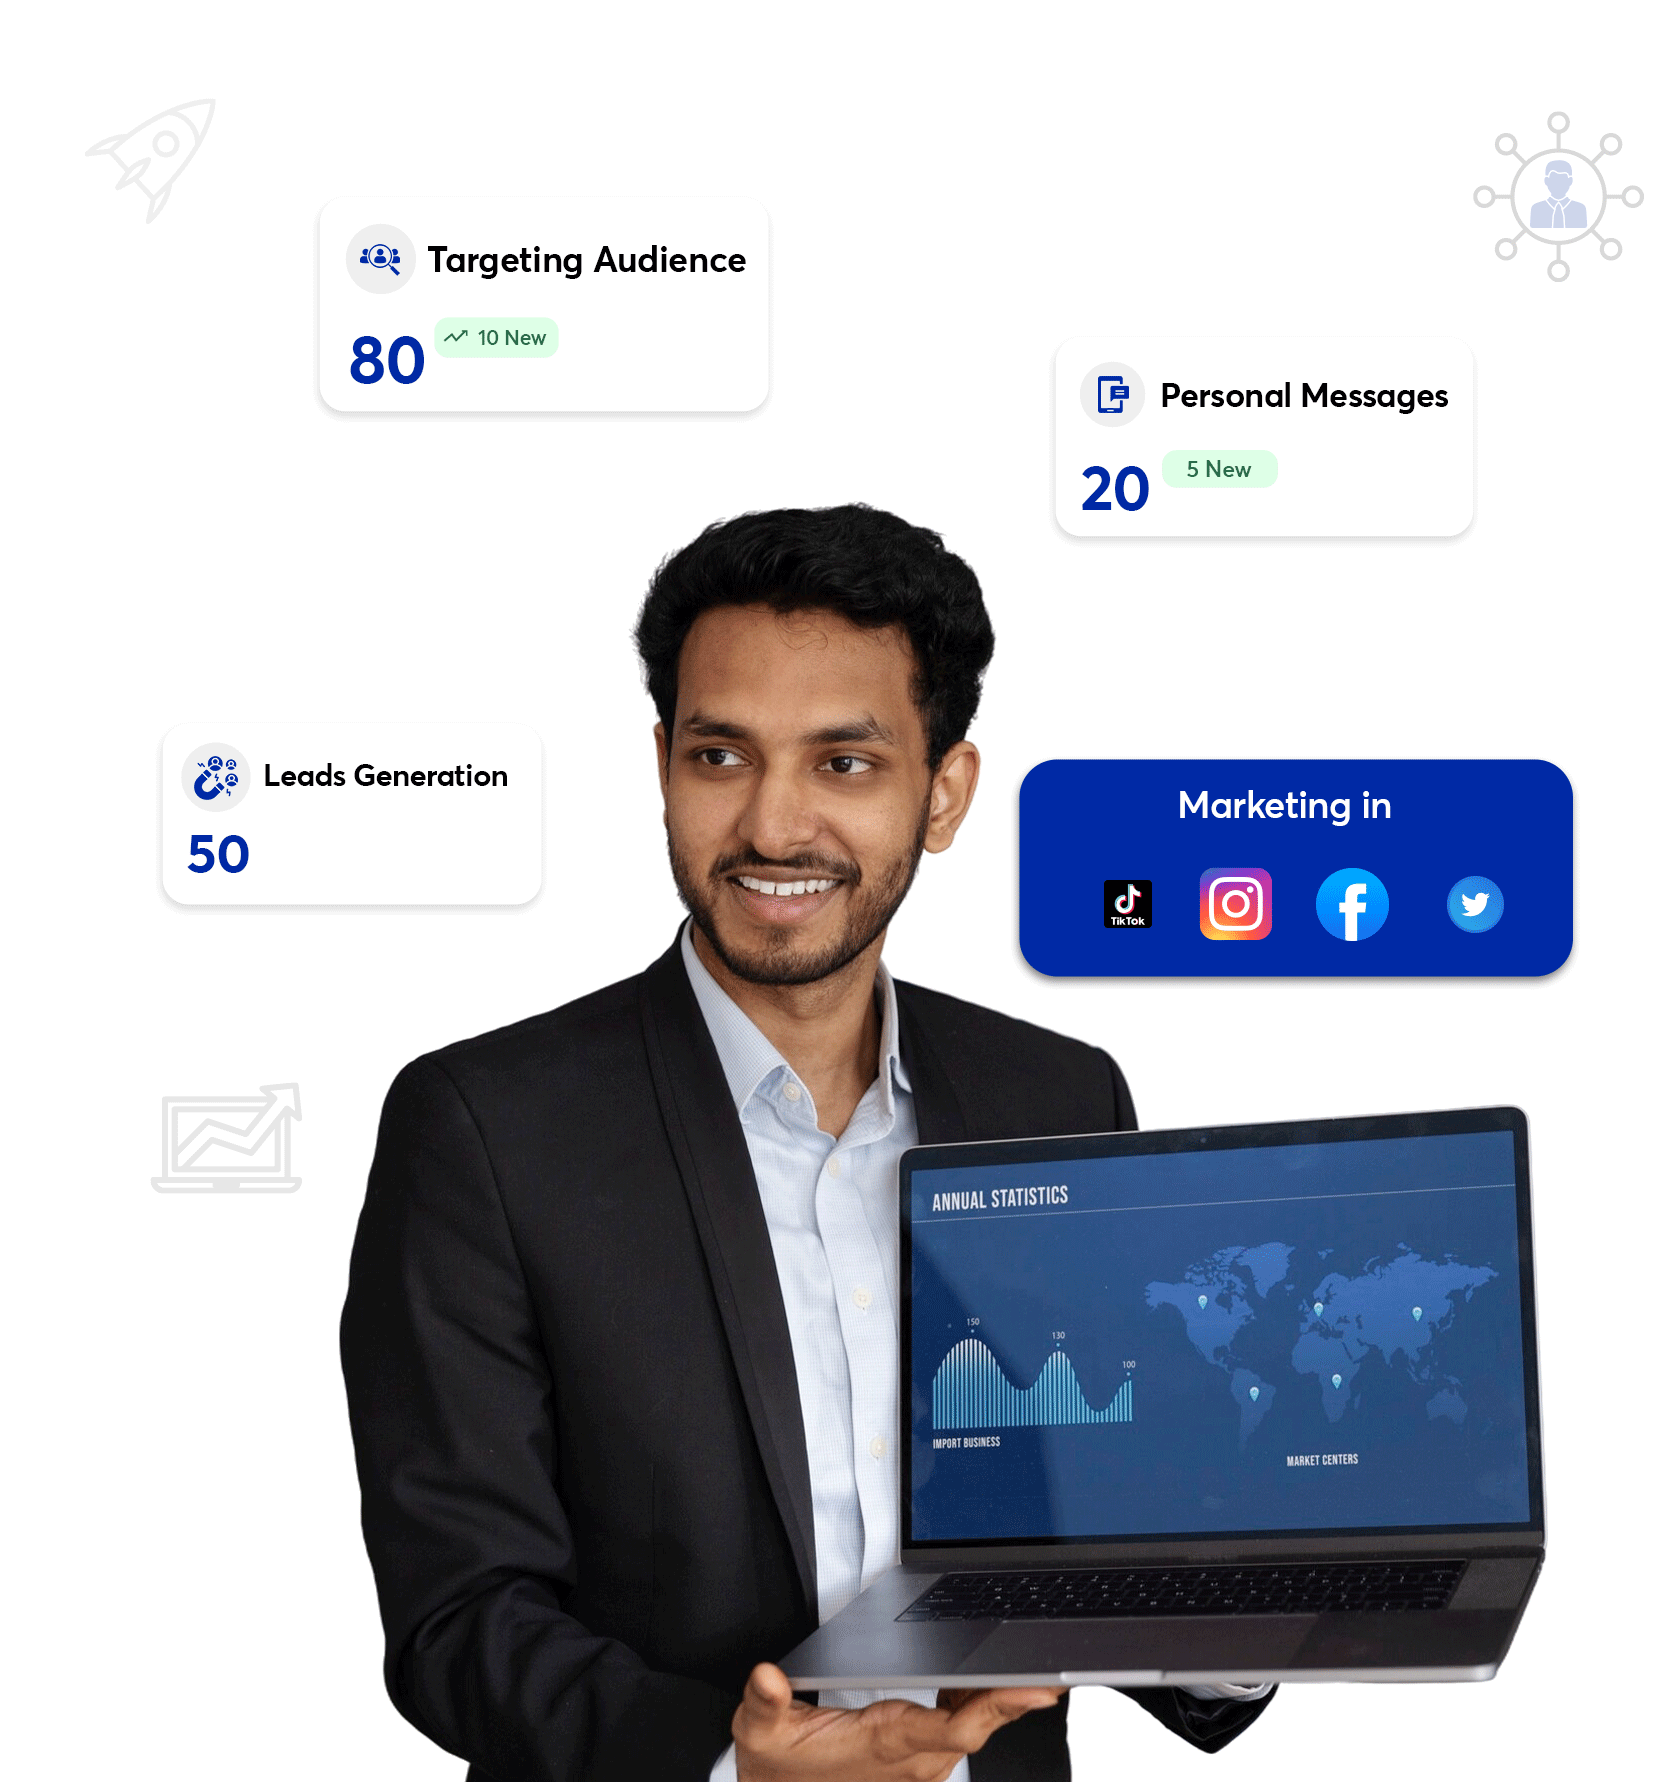 Targeting Audience
80
10 New
Personal Messages
20
5 New
Leads Generation
50
Marketing in
TikTok
ANNUAL STATISTICS
150
130
100
IMPORT BUSINESS
MARKET CENTERS